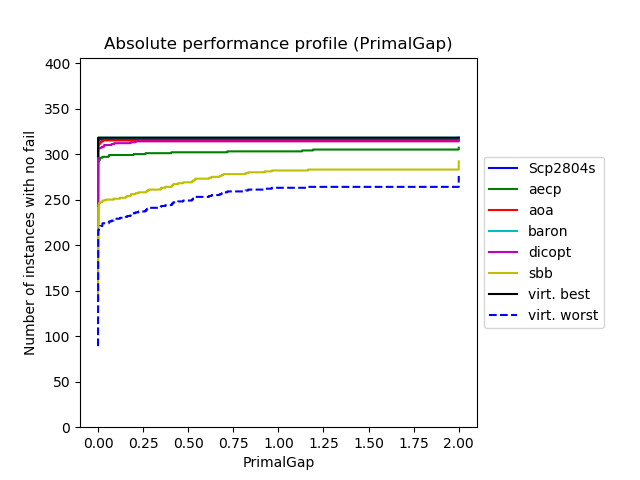 Absolute performance profile (PrimalGap)
Number of instances with no fail
400
350
300
250
200
150
100
50
0
0.00 0.25 0.50 0.75 1.00 1.25 1.50 1.75 2.00
PrimalGap
Scp2804s
aecp
aoa
baron
dicopt
sbb
virt. best
virt. worst